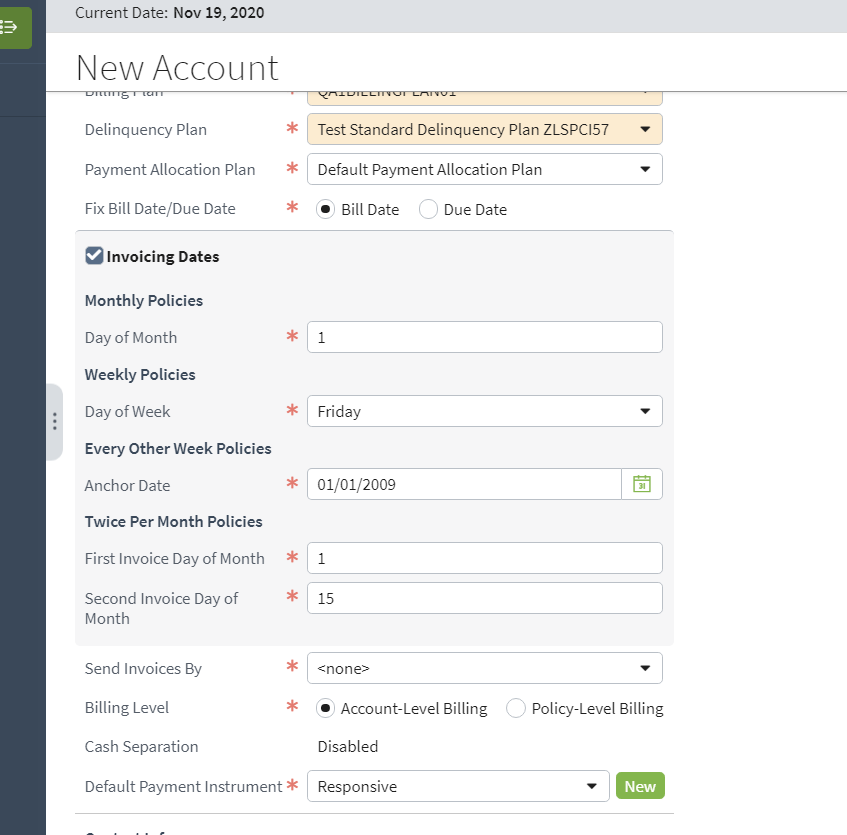 Current Date: Nov 19, 2020
New Account
Billing Plan * QA1BILLINGPLAN01
Delinquency Plan * Test Standard Delinquency Plan ZLSPCI57
Payment Allocation Plan * Default Payment Allocation Plan
Fix Bill Date/Due Date * Bill Date Due Date
Invoicing Dates
Monthly Policies
Day of Month * 1
Weekly Policies
Day of Week * Friday
Every Other Week Policies
Anchor Date * 01/01/2009 31
Twice Per Month Policies
First Invoice Day of Month * 1
Second Invoice Day of * 15
Month
Send Invoices By * <none>
Billing Level * Account-Level Billing Policy-Level Billing
Cash Separation Disabled
Default Payment Instrument * Responsive New